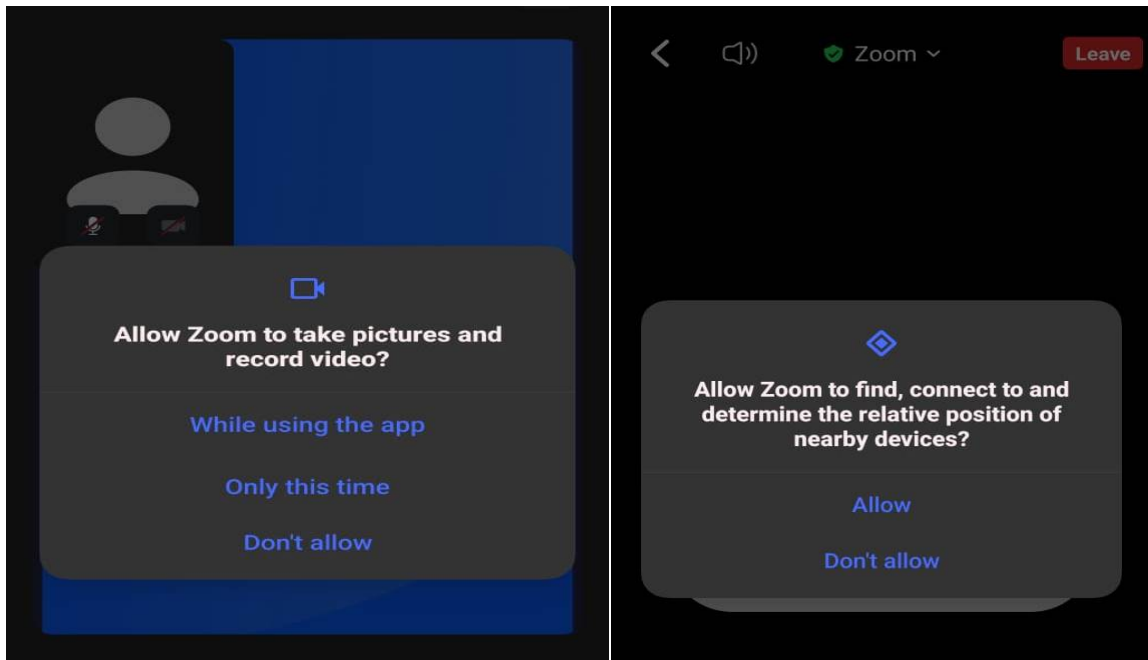 Allow Zoom to take pictures and
record video?
While using the app
Only this time
Don't allow
Zoom
Leave
Allow Zoom to find, connect to and
determine the relative position of
nearby devices?
Allow
Don't allow